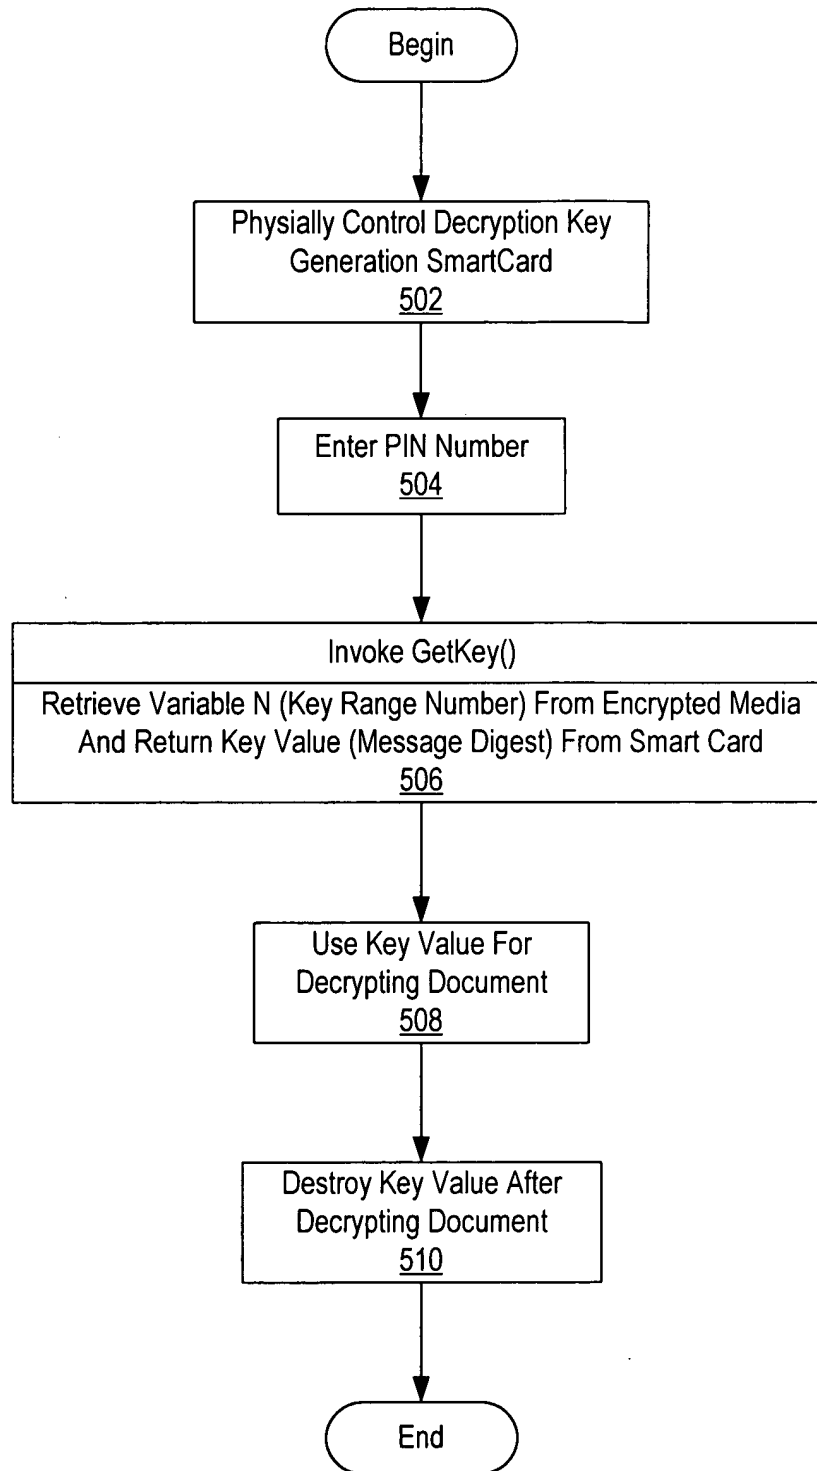 Begin
Physially Control Decryption Key
Generation SmartCard
502
Enter PIN Number
504
Invoke GetKey()
Retrieve Variable N (Key Range Number) From Encrypted Media
And Return Key Value (Message Digest) From Smart Card
506
Use Key Value For
Decrypting Document
508
Destroy Key Value After
Decrypting Document
510
End